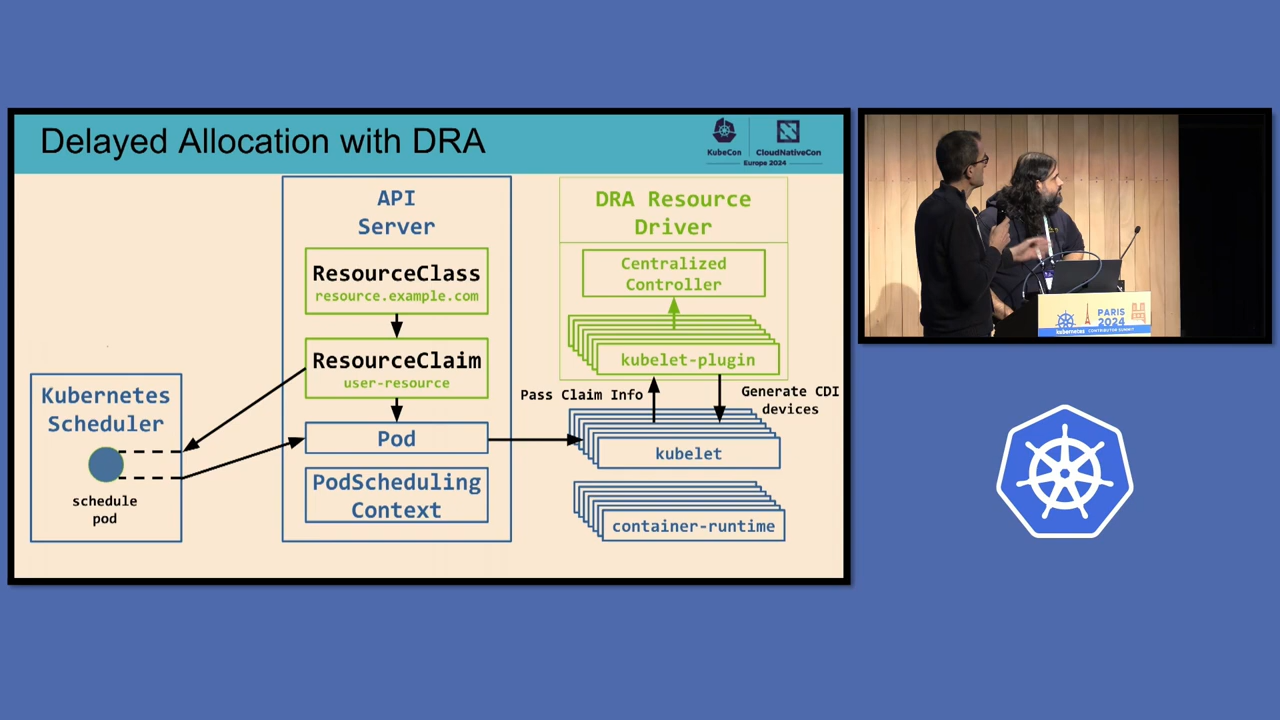 Delayed Allocation with DRA
KubeCon
CloudNativeCon
Europe 2024
API
Server
ResourceClass
resource.example.com
ResourceClaim
user-resource
Pod
PodScheduling
Context
Kubernetes
Scheduler
schedule
pod
DRA Resource
Driver
Centralized
Controller
kubelet-plugin
Pass Claim Info
Generate CDI
devices
kubelet
container-runtime
PARIS
2024
kubernetes CONTRIBUTOR SUMMIT